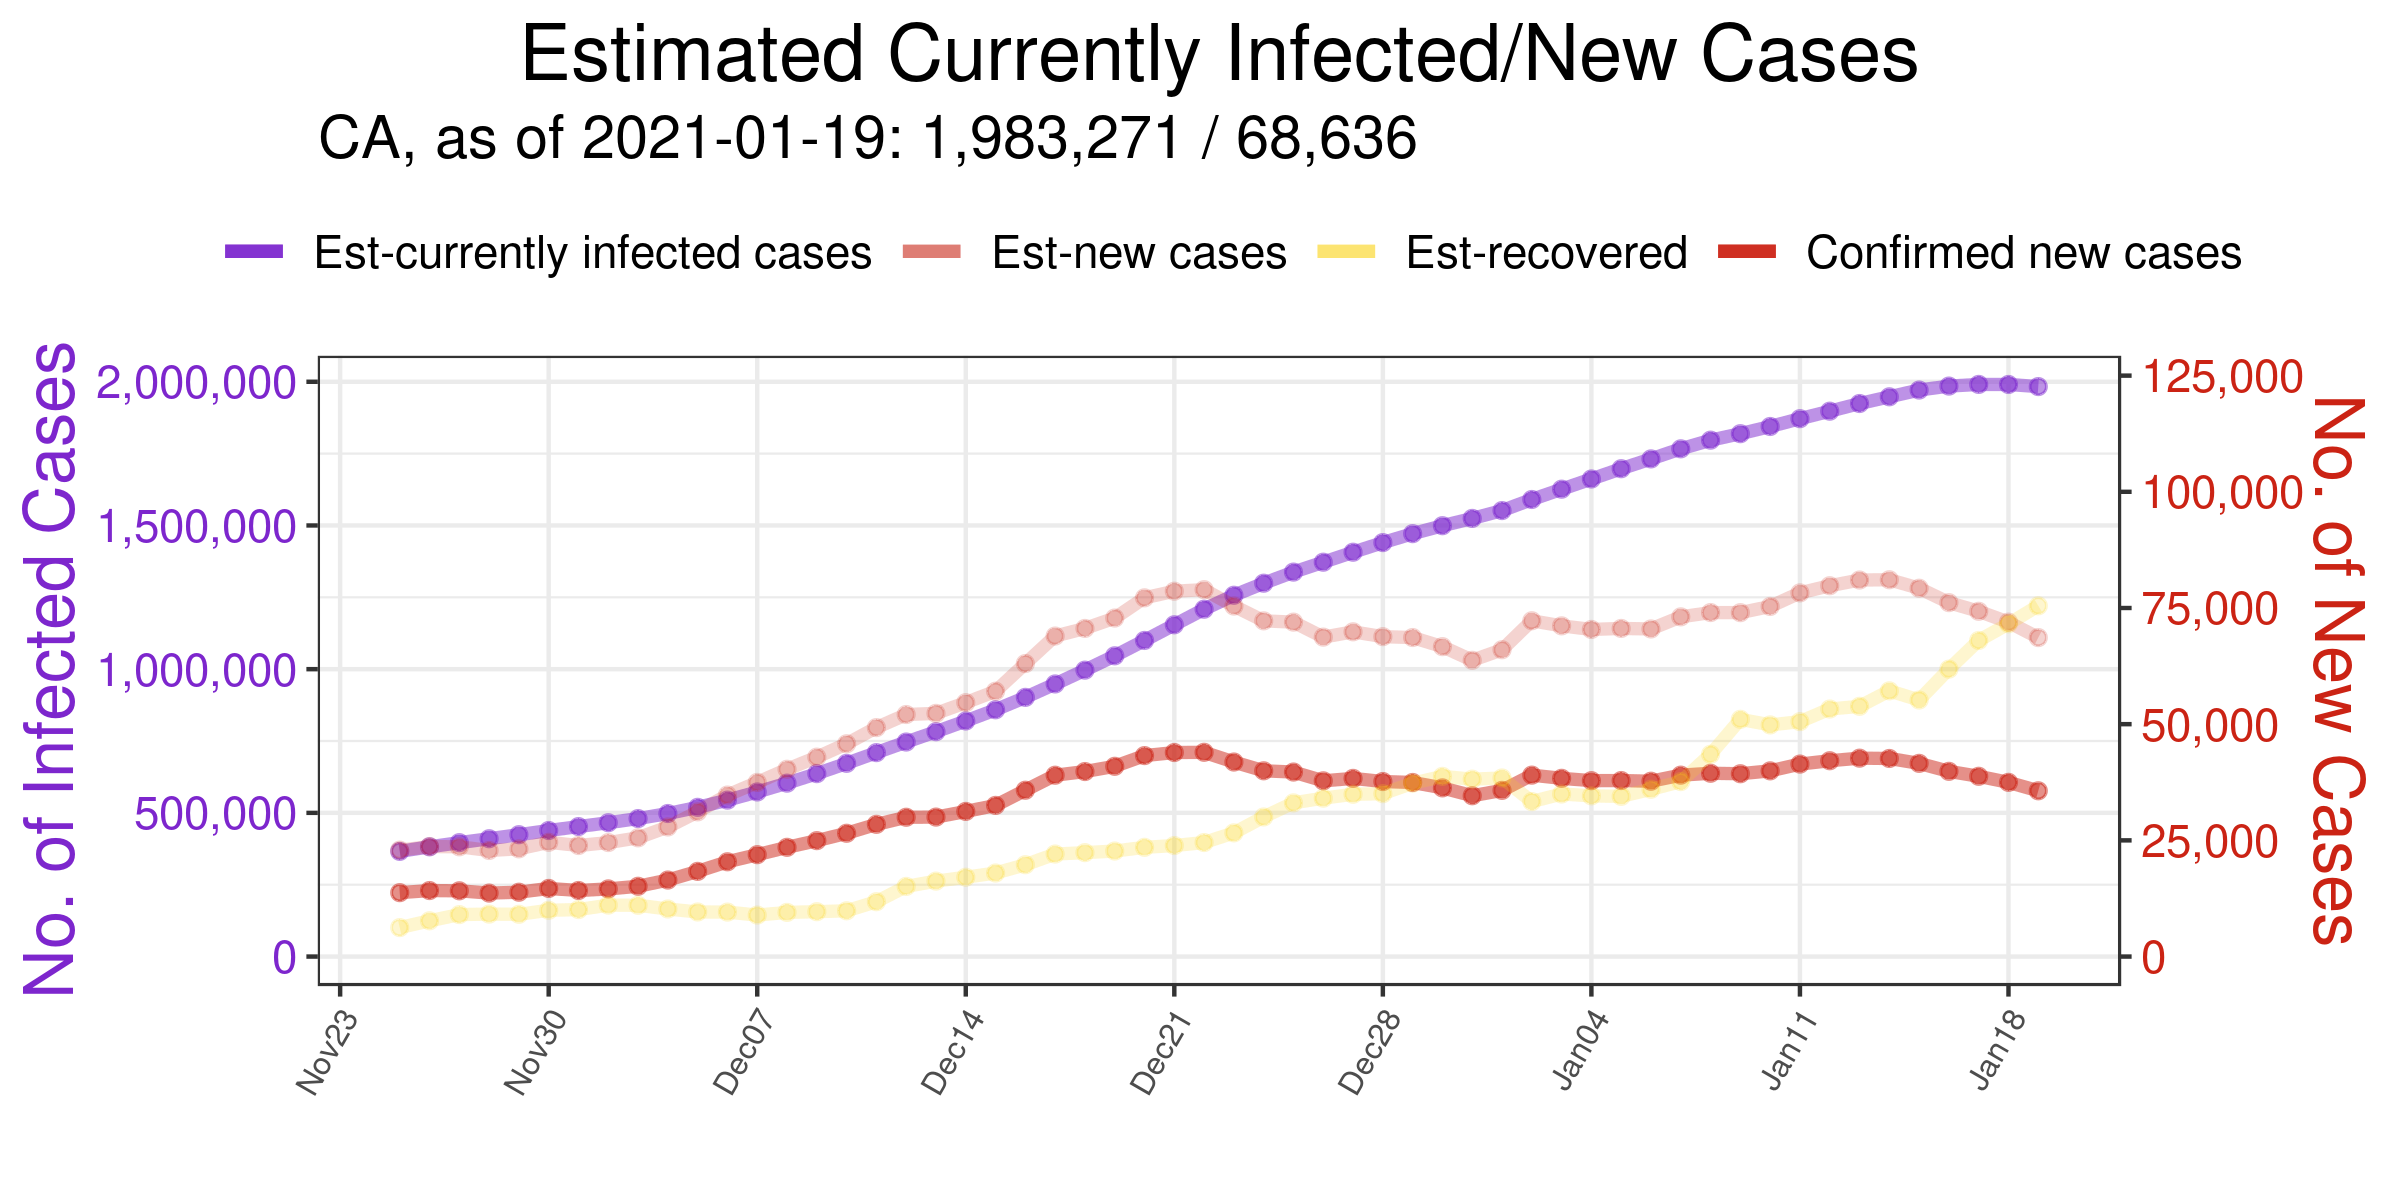 Estimated Currently Infected/New Cases
CA, as of 2021-01-19: 1,983,271 / 68,636
Est-currently infected cases Est-new cases Est-recovered Confirmed new cases
No. of Infected Cases
2,000,000
1,500,000
1,000,000
500,000
0
125,000
100,000
75,000
50,000
25,000
0
No. of New Cases
Nov23 Nov30 Dec07 Dec14 Dec21 Dec28 Jan04 Jan11 Jan18